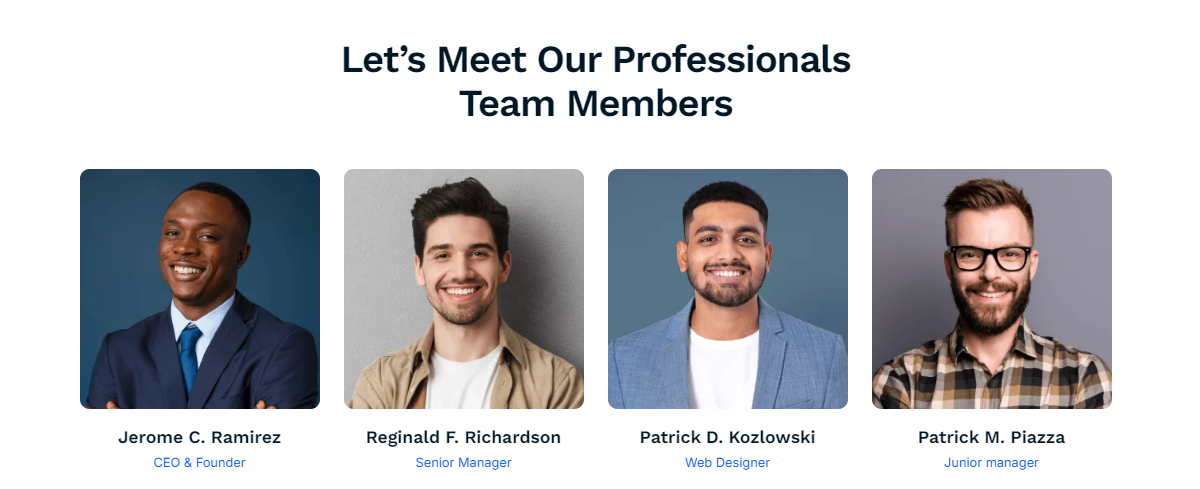 Let’s Meet Our Professionals
Team Members
Jerome C. Ramirez
Reginald F. Richardson
Patrick D. Kozlowski
Patrick M. Piazza
CEO & Founder
Senior Manager
Web Designer
Junior manager